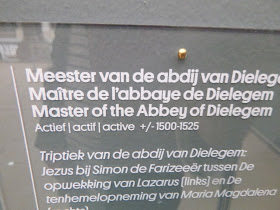 Meester van de abdij van Dielegem
Maître de l'abbaye de Dielegem
Master of the Abbey of Dielegem
Actief | actif | active +/- 1500-1525
Triptiek van de abdij van Dielegem:
Jezus bij Simon de Farizeeër tussen De
opwekking van Lazarus [links] en De
tenhemelopneming van Maria Magdalena